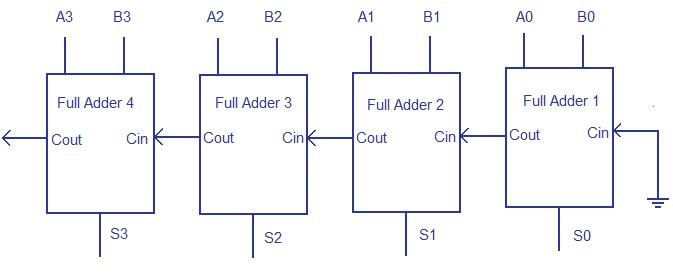 A3 B3 A2 B2 A1 B1 A0 B0
Full Adder 4 Full Adder 3 Full Adder 2 Full Adder 1
Cout Cin Cout Cin Cout Cin Cout Cin
S3 S2 S1 S0